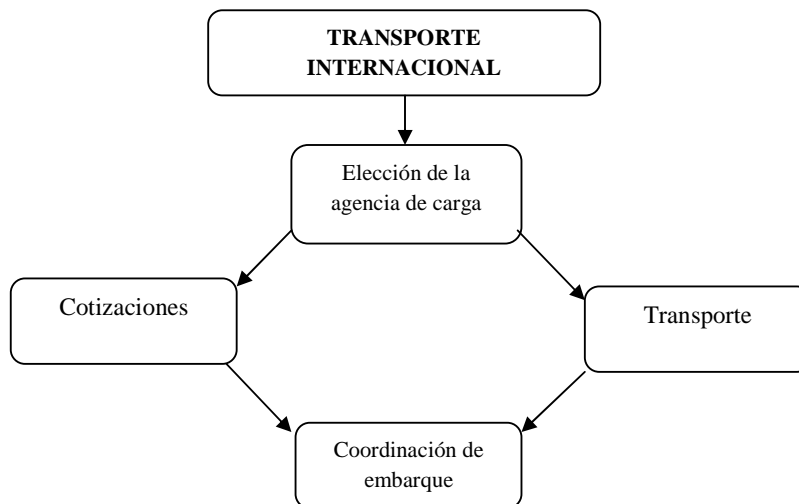 TRANSPORTE
INTERNACIONAL
Elección de la
agencia de carga
Cotizaciones
Transporte
Coordinación de
embarque